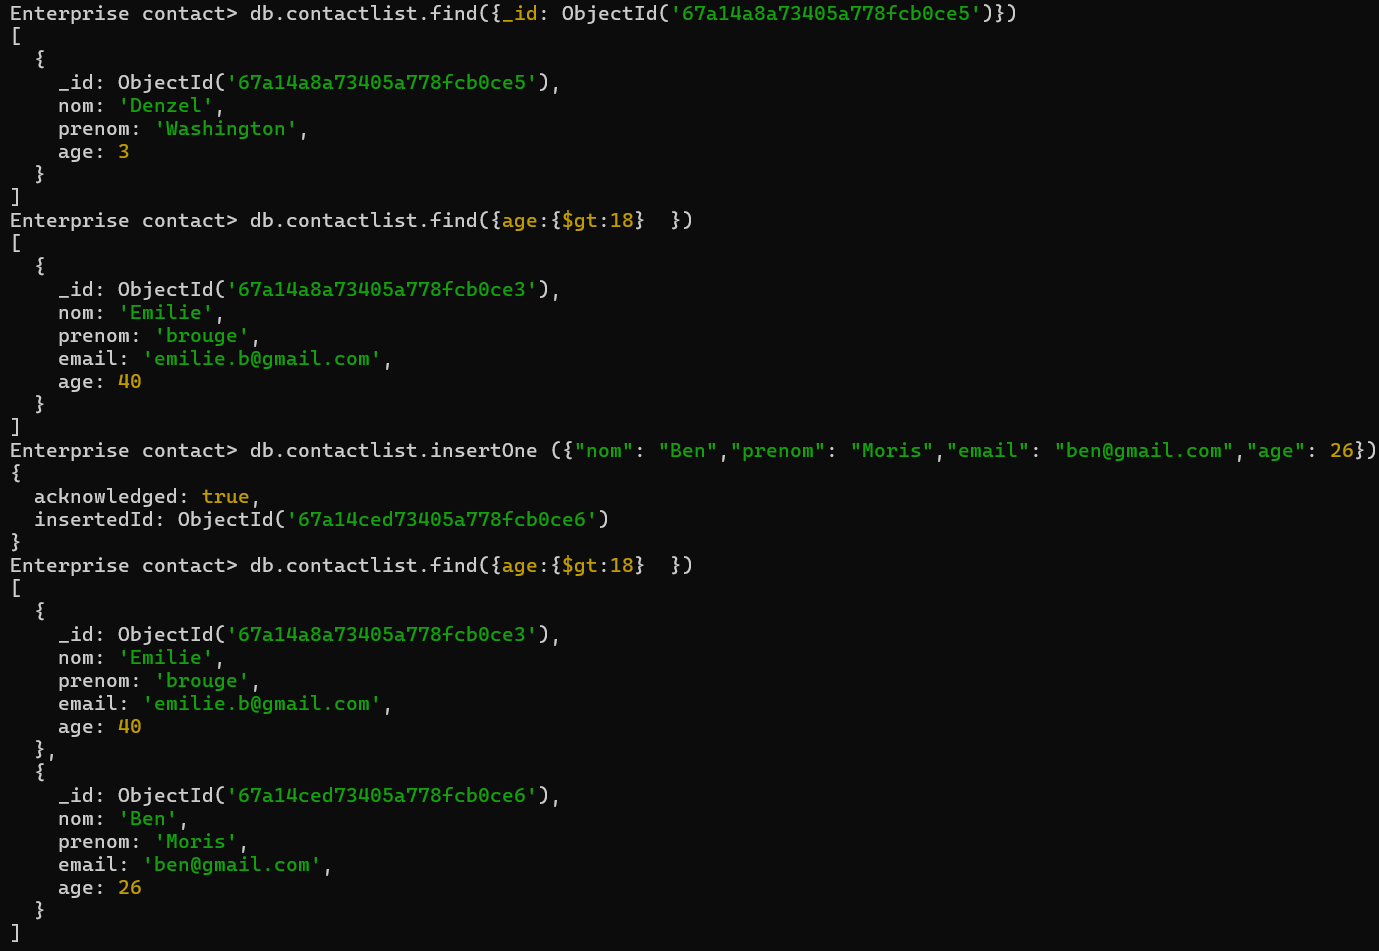 Enterprise contact> db.contactlist.find({_id: ObjectId('67a14a8a73405a778fcb0ce5')})
[
  {
    _id: ObjectId('67a14a8a73405a778fcb0ce5'),
    nom: 'Denzel',
    prenom: 'Washington',
    age: 3
  }
]
Enterprise contact> db.contactlist.find({age:{$gt:18}  })
[
  {
    _id: ObjectId('67a14a8a73405a778fcb0ce3'),
    nom: 'Emilie',
    prenom: 'brouge',
    email: 'emilie.b@gmail.com',
    age: 40
  }
]
Enterprise contact> db.contactlist.insertOne ({"nom": "Ben","prenom": "Moris","email": "ben@gmail.com","age": 26})
{
  acknowledged: true,
  insertedId: ObjectId('67a14ced73405a778fcb0ce6')
}
Enterprise contact> db.contactlist.find({age:{$gt:18}  })
[
  {
    _id: ObjectId('67a14a8a73405a778fcb0ce3'),
    nom: 'Emilie',
    prenom: 'brouge',
    email: 'emilie.b@gmail.com',
    age: 40
  },
  {
    _id: ObjectId('67a14ced73405a778fcb0ce6'),
    nom: 'Ben',
    prenom: 'Moris',
    email: 'ben@gmail.com',
    age: 26
  }
]